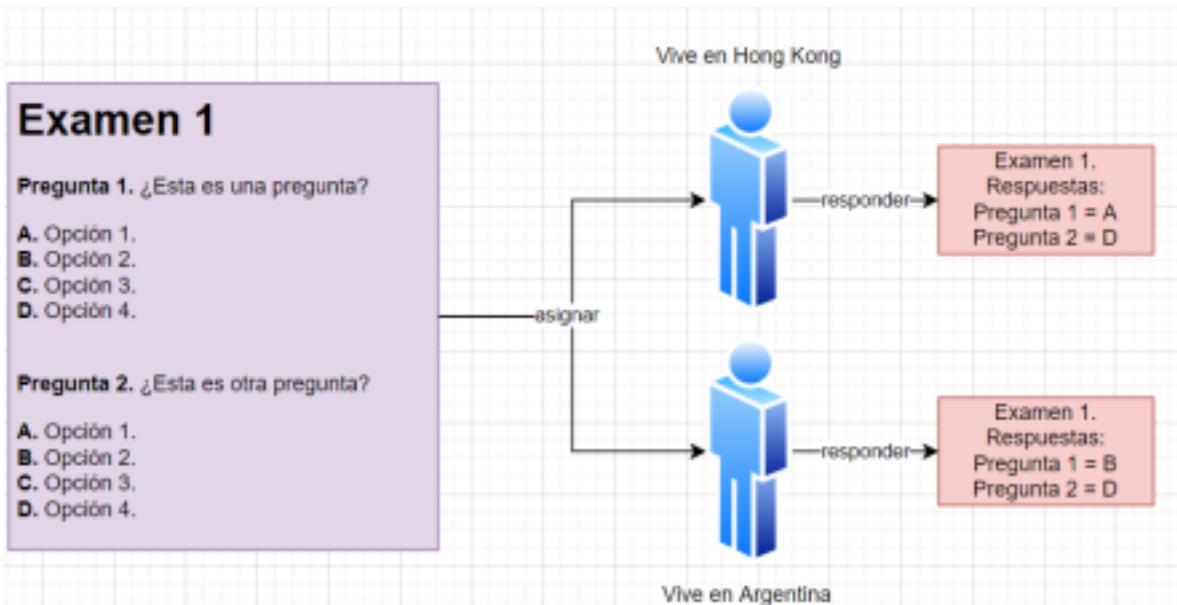 Vive en Hong Kong
Examen 1
Pregunta 1. ¿Esta es una pregunta?
A. Opción 1.
B. Opción 2.
C. Opción 3.
D. Opción 4.
Pregunta 2. ¿Esta es otra pregunta?
A. Opción 1.
B. Opción 2.
C. Opción 3.
D. Opción 4.
asignar
responder
Examen 1.
Respuestas:
Pregunta 1 = A
Pregunta 2 = D
responder
Examen 1.
Respuestas:
Pregunta 1 = B
Pregunta 2 = D
Vive en Argentina